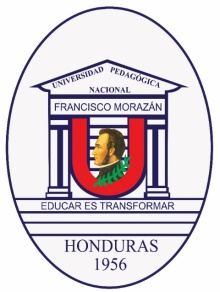 UNIVERSIDAD PEDAGÓGICA
NACIONAL
FRANCISCO MORAZÁN
EDUCAR ES TRANSFORMAR
HONDURAS
1956